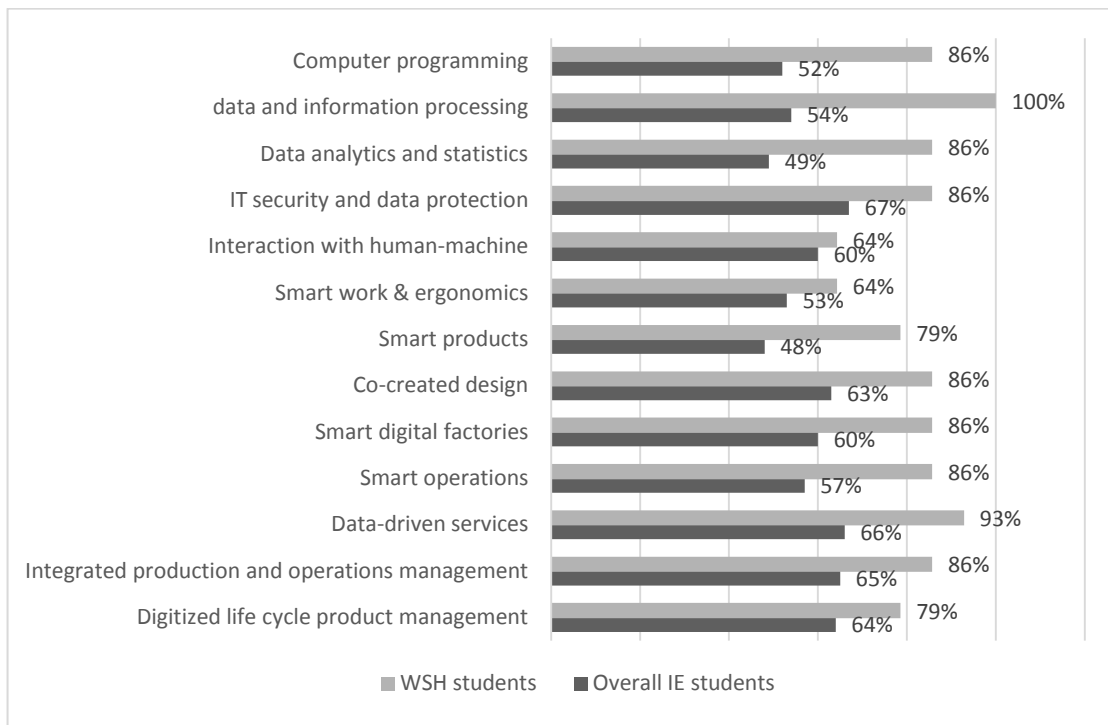 Computer programming 86%
52%
data and information processing 100%
54%
Data analytics and statistics 86%
49%
IT security and data protection 86%
67%
Interaction with human-machine 64%
60%
Smart work & ergonomics 64%
53%
Smart products 79%
48%
Co-created design 86%
63%
Smart digital factories 86%
60%
Smart operations 86%
57%
Data-driven services 93%
66%
Integrated production and operations management 86%
65%
Digitized life cycle product management 79%
64%
WSH students Overall IE students